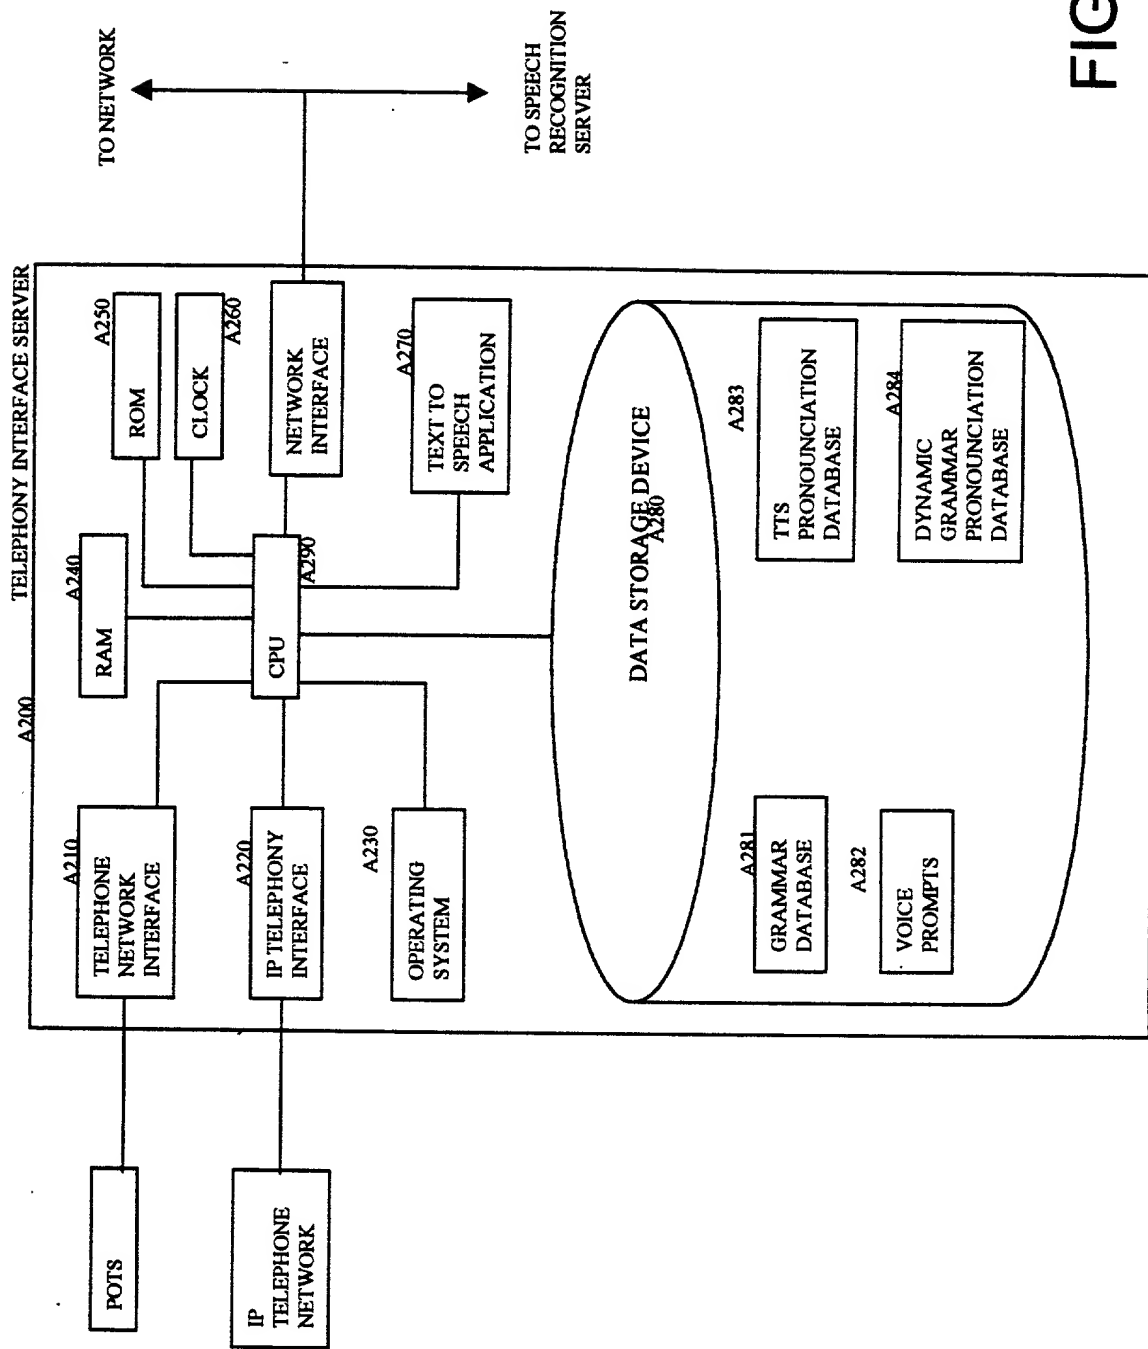 TELEPHONY INTERFACE SERVER
A200
POTS
IP
TELEPHONE
NETWORK
A210
TELEPHONE
NETWORK
INTERFACE
A220
IP TELEPHONY
INTERFACE
A230
OPERATING
SYSTEM
A240
RAM
A290
CPU
A250
ROM
A260
CLOCK
NETWORK
INTERFACE
A270
TEXT TO
SPEECH
APPLICATION
TO NETWORK
TO SPEECH
RECOGNITION
SERVER
DATA STORAGE DEVICE
A280
A281
GRAMMAR
DATABASE
A282
VOICE
PROMPTS
A283
TTS
PRONOUNCIATION
DATABASE
A284
DYNAMIC
GRAMMAR
PRONOUNCIATION
DATABASE
FIG